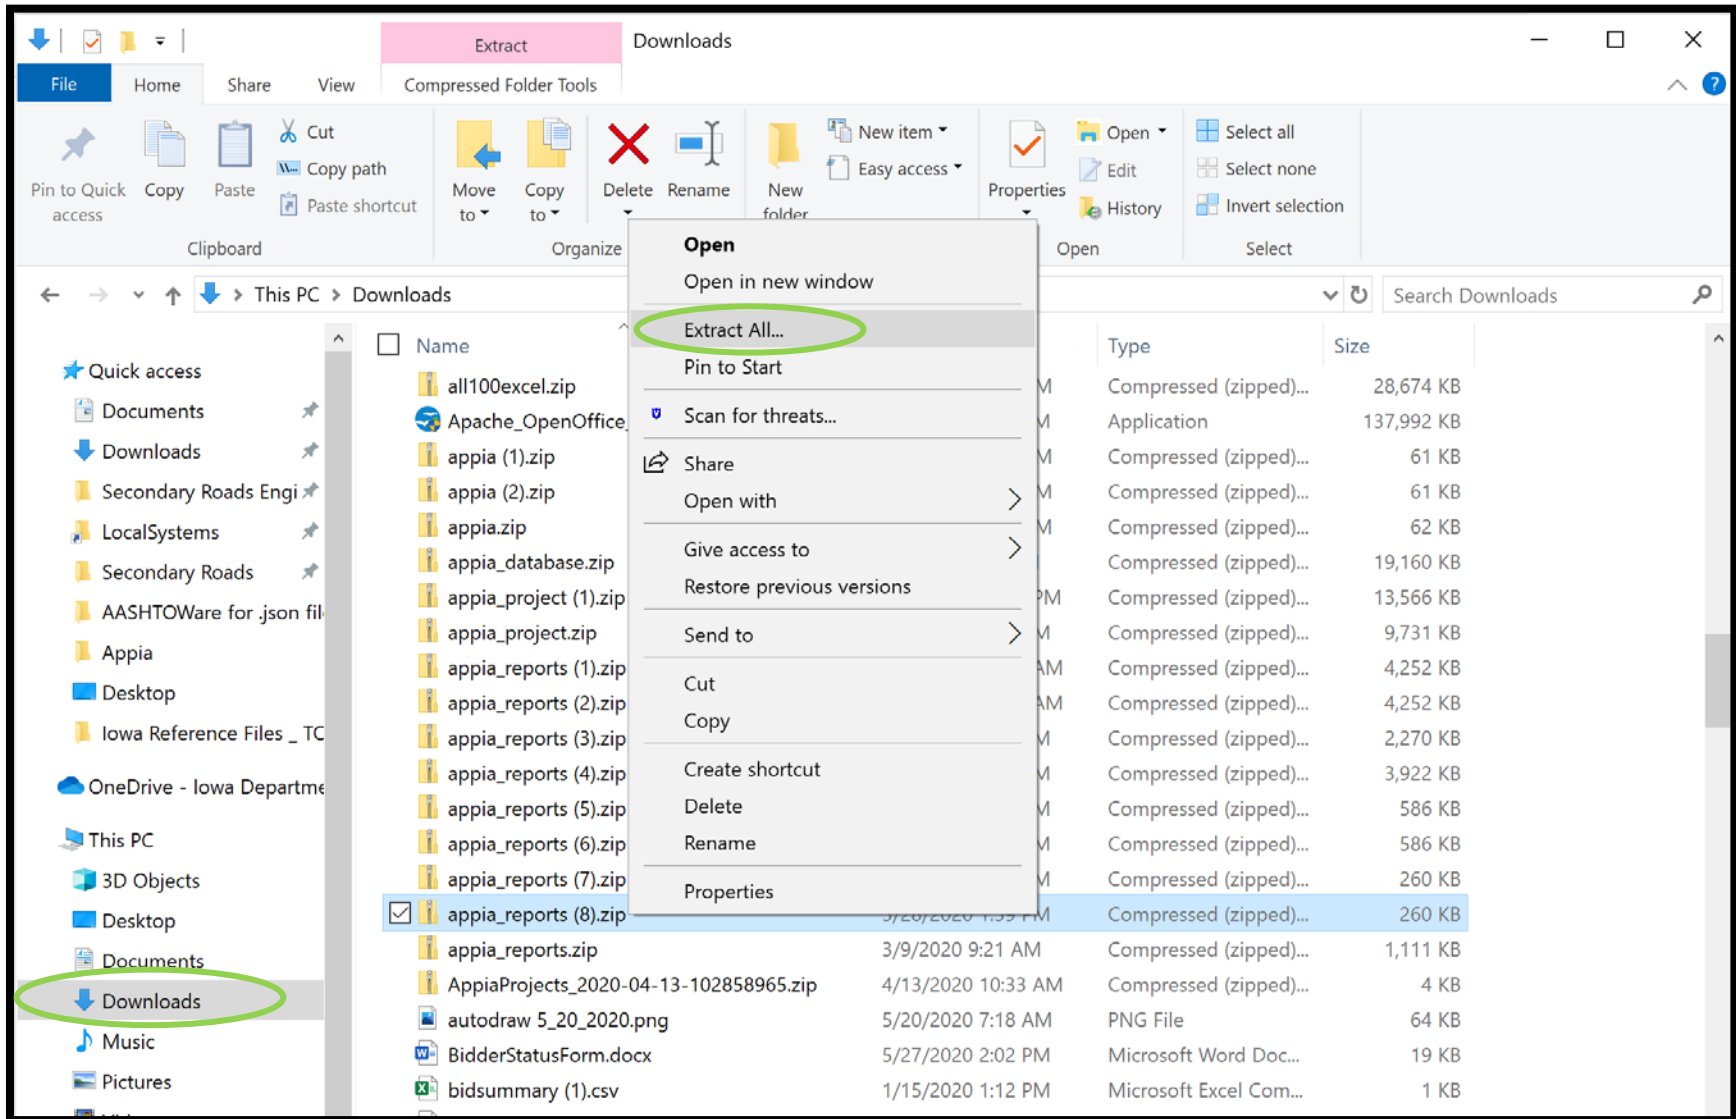 Extract
Downloads
File
Home
Share
View
Compressed Folder Tools
?
Pin to Quick access
Copy
Paste
Cut
Copy path
Paste shortcut
Clipboard
Move to
Copy to
Delete
Rename
Organize
New folder
New item
Easy access
Properties
Open
Edit
History
Open
Select all
Select none
Invert selection
Select
This PC > Downloads
Search Downloads
Quick access
Documents
Downloads
Secondary Roads Engi
LocalSystems
Secondary Roads
AASHTOWare for .json fil
Appia
Desktop
Iowa Reference Files _ TC
OneDrive - Iowa Departme
This PC
3D Objects
Desktop
Documents
Downloads
Music
Pictures
Open
Open in new window
Extract All...
Pin to Start
Scan for threats...
Share
Open with
Give access to
Restore previous versions
Send to
Cut
Copy
Create shortcut
Delete
Rename
Properties
Name Type Size
all100excel.zip M Compressed (zipped)... 28,674 KB
Apache_OpenOffice_ M Application 137,992 KB
appia (1).zip M Compressed (zipped)... 61 KB
appia (2).zip M Compressed (zipped)... 61 KB
appia.zip M Compressed (zipped)... 62 KB
appia_database.zip Compressed (zipped)... 19,160 KB
appia_project (1).zip PM Compressed (zipped)... 13,566 KB
appia_project.zip M Compressed (zipped)... 9,731 KB
appia_reports (1).zip AM Compressed (zipped)... 4,252 KB
appia_reports (2).zip AM Compressed (zipped)... 4,252 KB
appia_reports (3).zip M Compressed (zipped)... 2,270 KB
appia_reports (4).zip M Compressed (zipped)... 3,922 KB
appia_reports (5).zip M Compressed (zipped)... 586 KB
appia_reports (6).zip M Compressed (zipped)... 586 KB
appia_reports (7).zip M Compressed (zipped)... 260 KB
appia_reports (8).zip 5/28/2020 1:59 PM Compressed (zipped)... 260 KB
appia_reports.zip 3/9/2020 9:21 AM Compressed (zipped)... 1,111 KB
AppiaProjects_2020-04-13-102858965.zip 4/13/2020 10:33 AM Compressed (zipped)... 4 KB
autodraw 5_20_2020.png 5/20/2020 7:18 AM PNG File 64 KB
BidderStatusForm.docx 5/27/2020 2:02 PM Microsoft Word Doc... 19 KB
bidsummary (1).csv 1/15/2020 1:12 PM Microsoft Excel Com... 1 KB